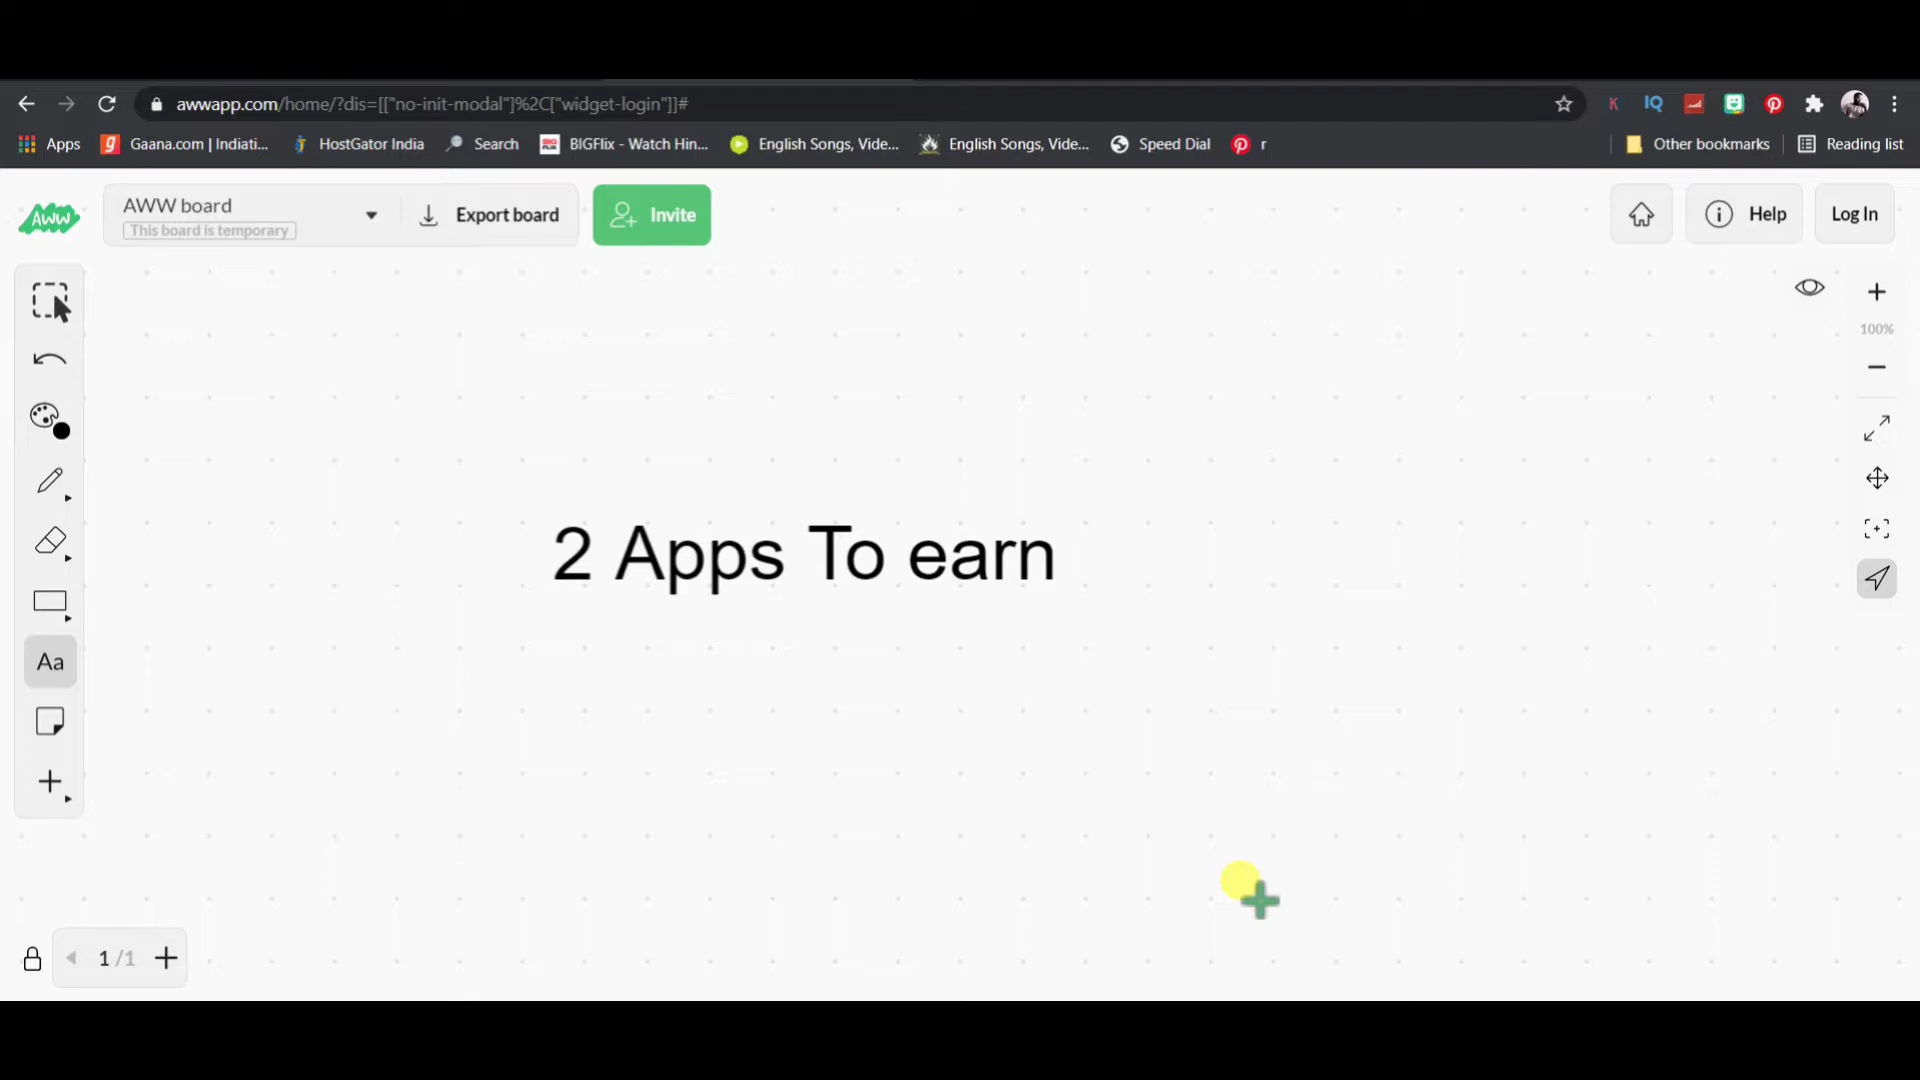 awwapp.com/home/?dis=[["no-init-modal"]%2C["widget-login"]]#
K IQ
Apps Gaana.com | Indiati... HostGator India Search BIGFlix - Watch Hin... English Songs, Vide... English Songs, Vide... Speed Dial r Other bookmarks Reading list
AWW AWW board Export board Invite Help Log In
This board is temporary
100%
2 Apps To earn
Aa
1 /1